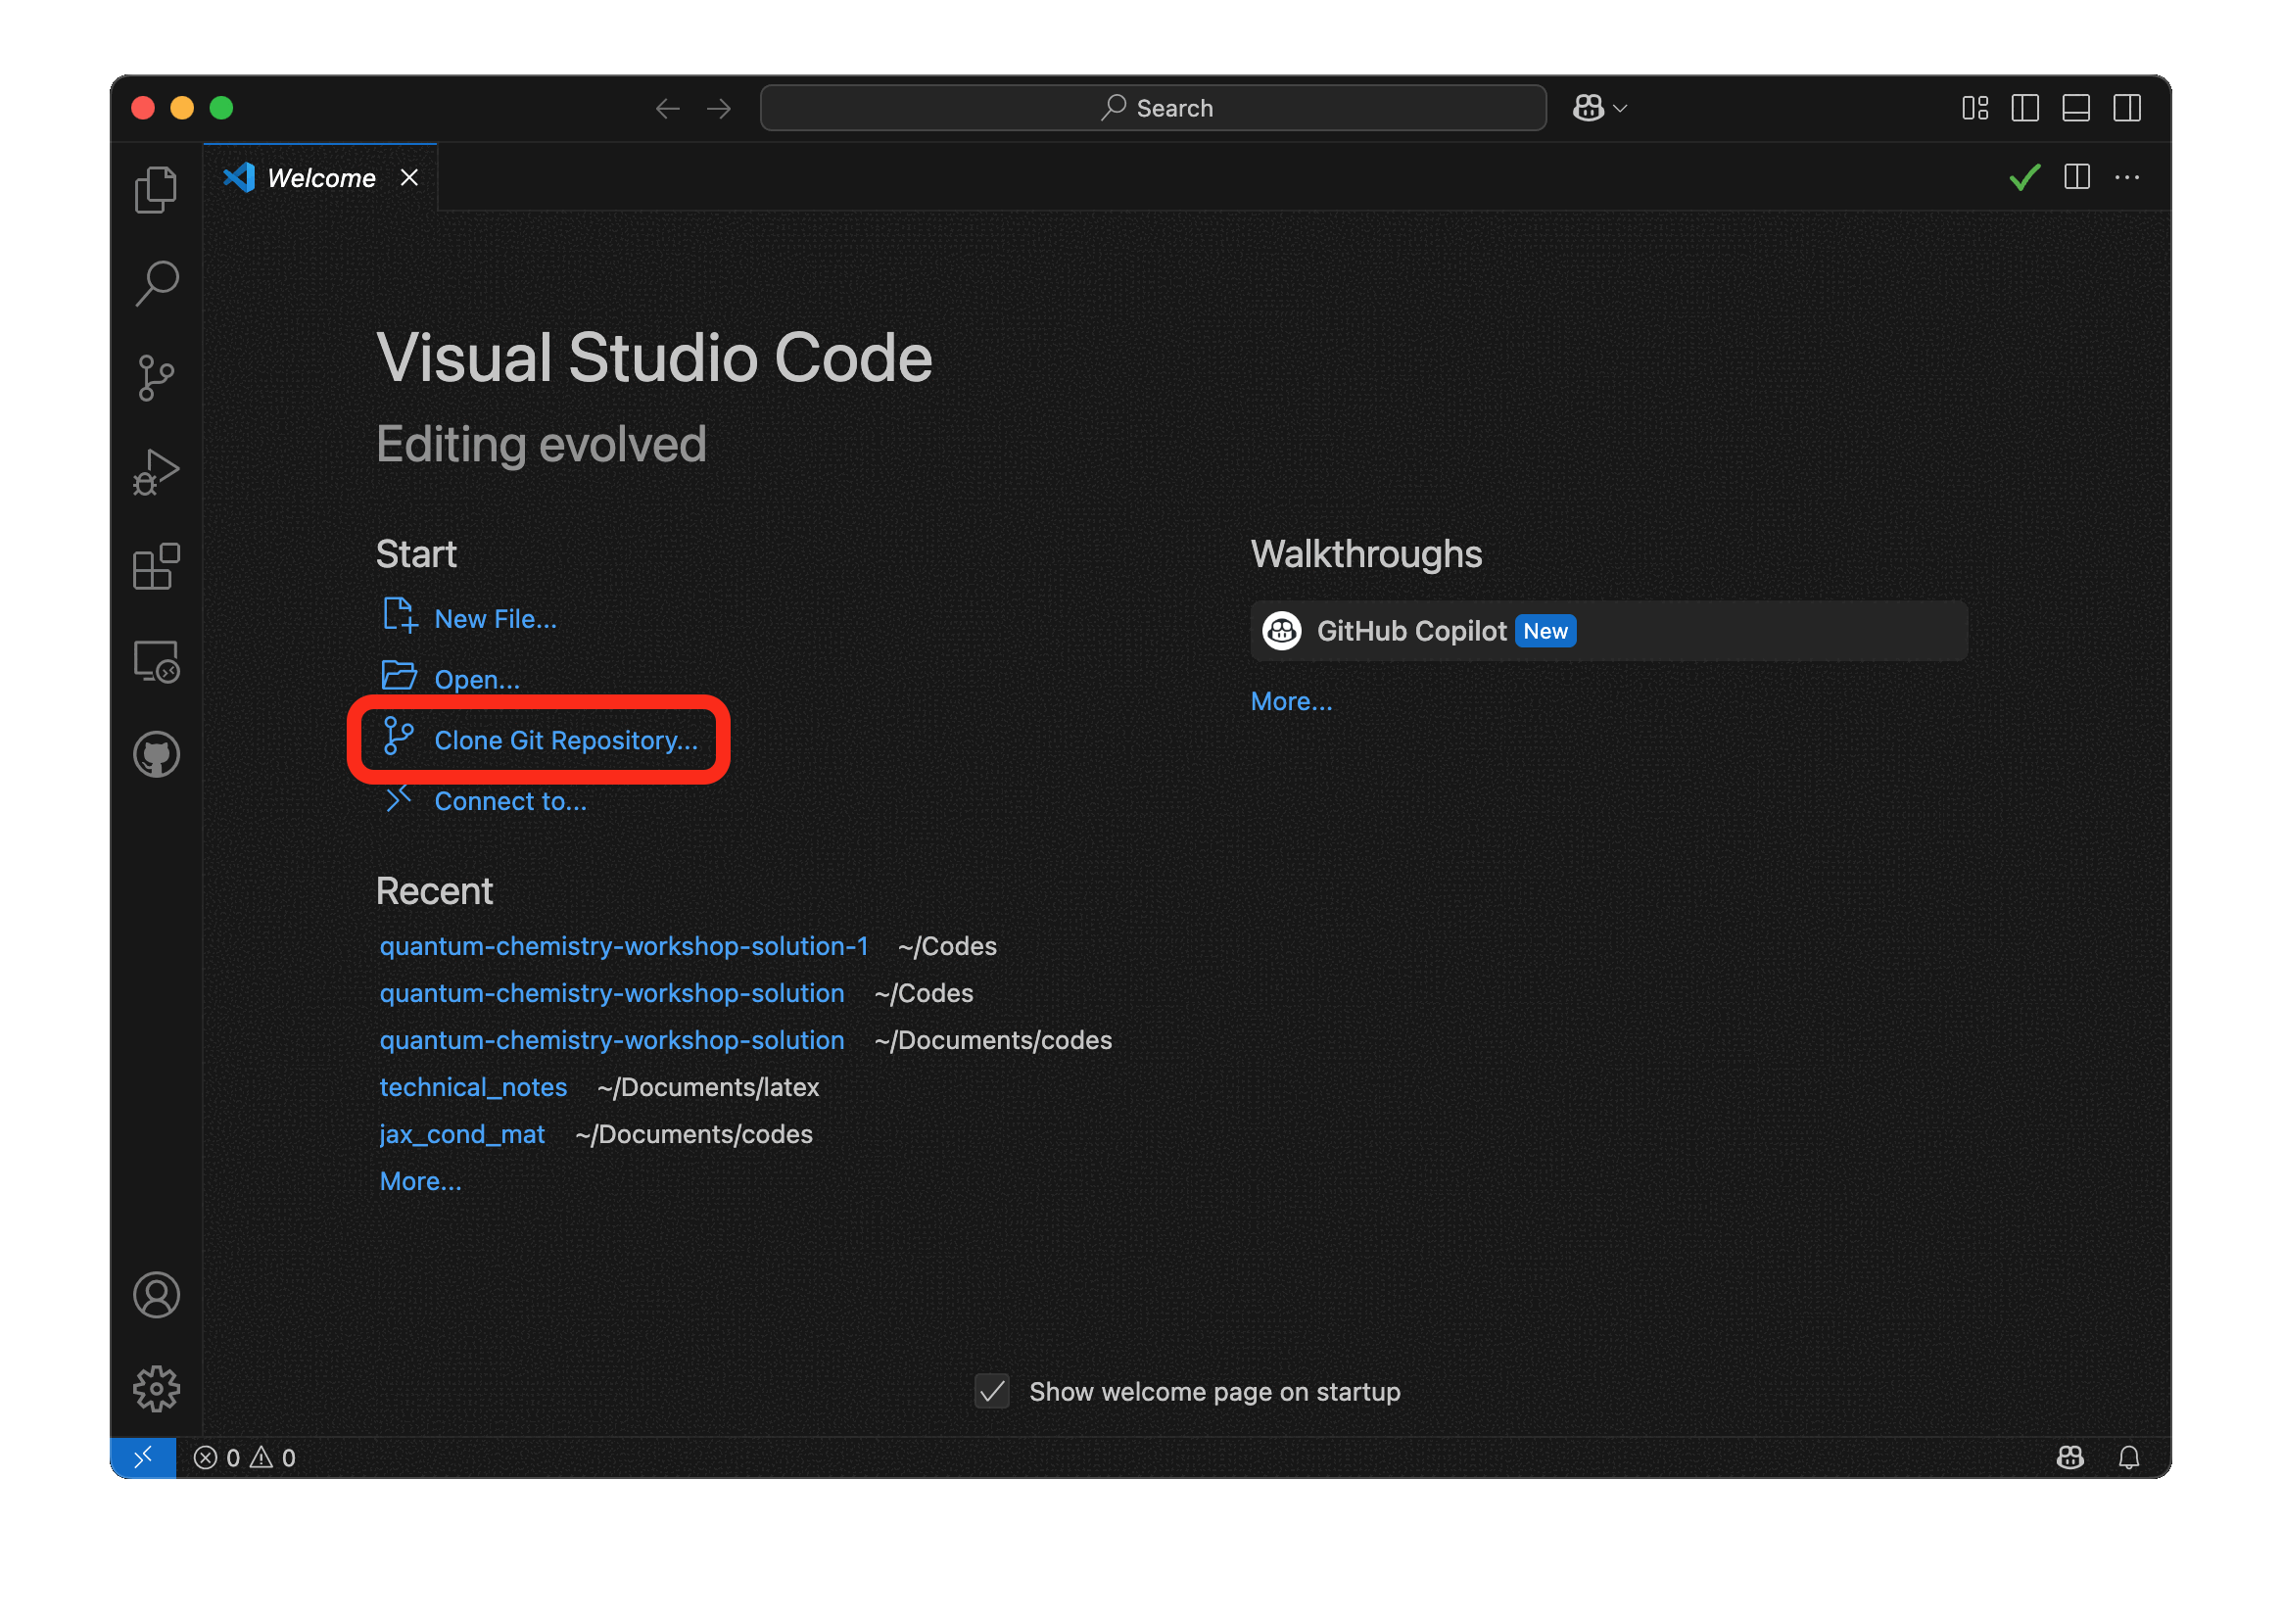 Search
Welcome
Visual Studio Code
Editing evolved
Start
New File...
Open...
Clone Git Repository...
Connect to...
Recent
quantum-chemistry-workshop-solution-1 ~/Codes
quantum-chemistry-workshop-solution ~/Codes
quantum-chemistry-workshop-solution ~/Documents/codes
technical_notes ~/Documents/latex
jax_cond_mat ~/Documents/codes
More...
Walkthroughs
GitHub Copilot New
More...
Show welcome page on startup
0 0